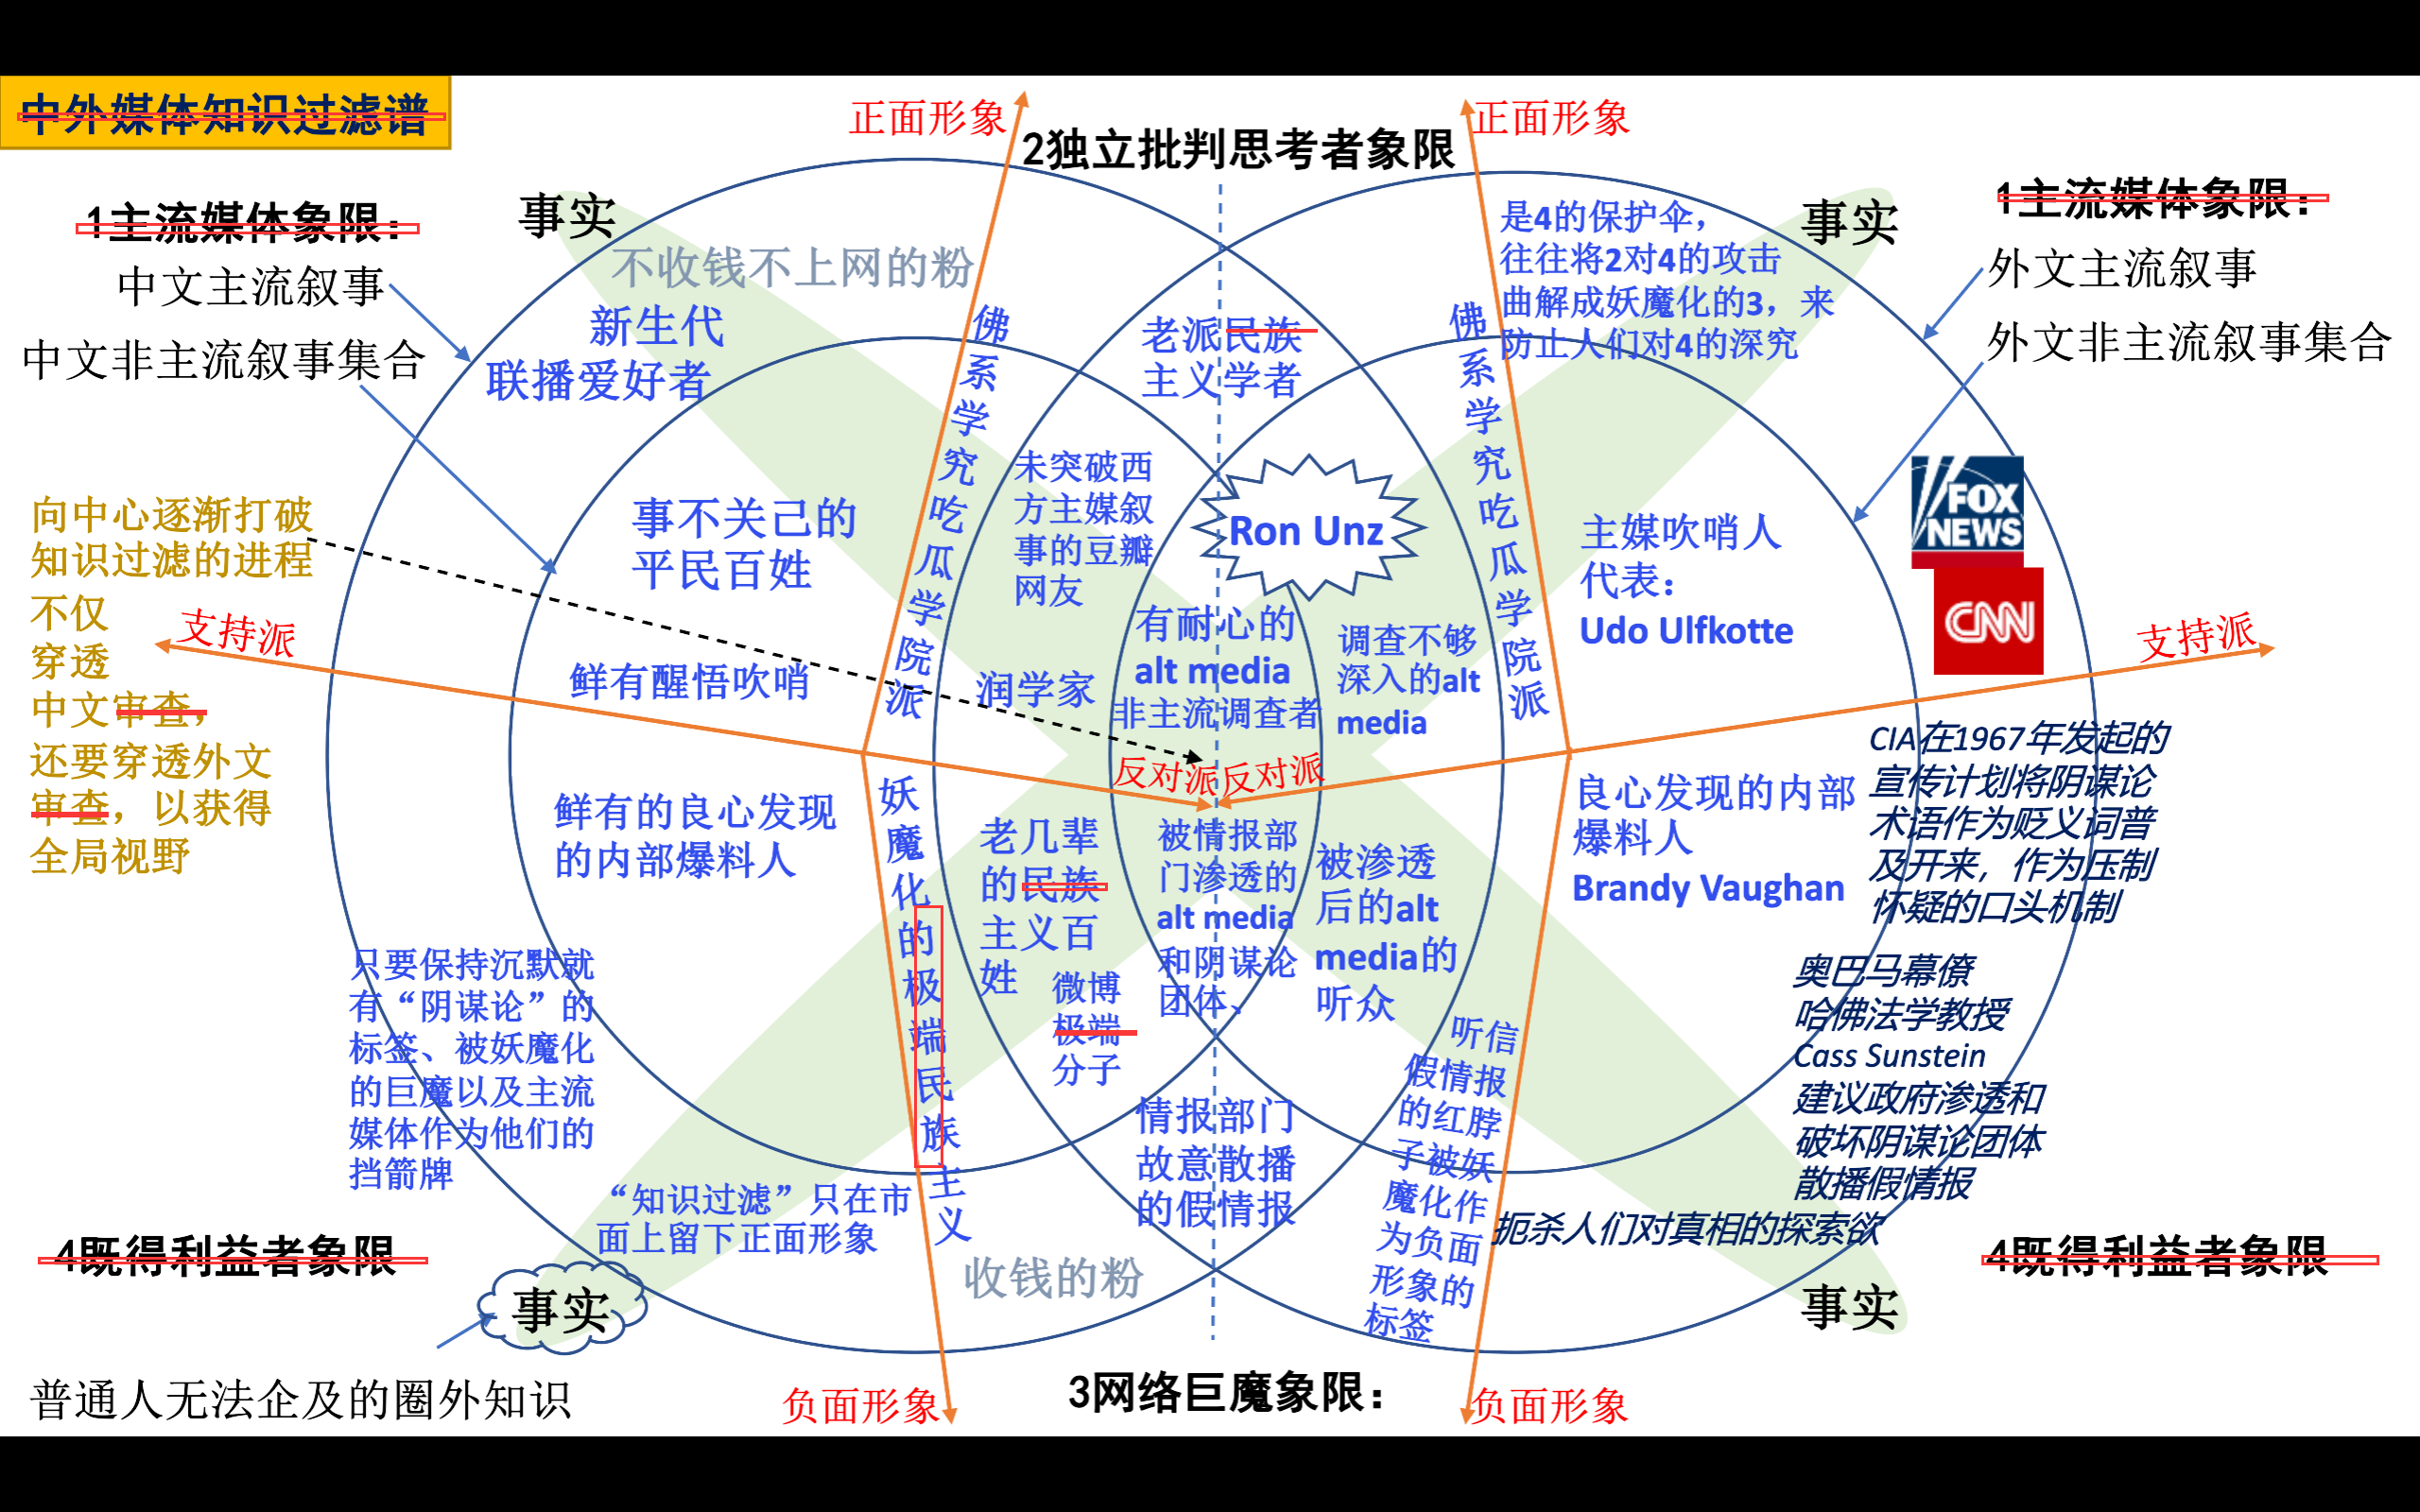 中外媒体知识过滤谱
正面形象
正面形象
2独立批判思考者象限
1主流媒体象限：
中文主流叙事
中文非主流叙事集合
事实
不收钱不上网的粉
新生代
联播爱好者
佛系学究吃瓜学院派
老派民族
主义学者
佛系学究吃瓜学院派
是4的保护伞，
往往将2对4的攻击
曲解成妖魔化的3，来
防止人们对4的深究
事实
1主流媒体象限：
外文主流叙事
外文非主流叙事集合
向中心逐渐打破
知识过滤的进程
不仅
穿透
中文审查，
还要穿透外文
审查，以获得
全局视野
支持派
事不关己的
平民百姓
鲜有醒悟吹哨
未突破西
方主媒叙
事的豆瓣
网友
润学家
Ron Unz
有耐心的
alt media
非主流调查者
调查不够
深入的alt
media
主媒吹哨人
代表：
Udo Ulfkotte
FOX
NEWS
CNN
支持派
反对派
反对派
鲜有的良心发现
的内部爆料人
妖魔化的极端民族主义
老几辈
的民族
主义百
姓
微博
极端
分子
被情报部
门渗透的
alt media
和阴谋论
团体、
被渗透
后的alt
media的
听众
良心发现的内部
爆料人
Brandy Vaughan
CIA在1967年发起的
宣传计划将阴谋论
术语作为贬义词普
及开来，作为压制
怀疑的口头机制
只要保持沉默就
有“阴谋论”的
标签、被妖魔化
的巨魔以及主流
媒体作为他们的
挡箭牌
“知识过滤”只在市
面上留下正面形象
收钱的粉
情报部门
故意散播
的假情报
听信
假情报
的红脖
子被妖
魔化作
为负面
形象的
标签
奥巴马幕僚
哈佛法学教授
Cass Sunstein
建议政府渗透和
破坏阴谋论团体
散播假情报
扼杀人们对真相的探索欲
4既得利益者象限
事实
普通人无法企及的圈外知识
负面形象
3网络巨魔象限：
负面形象
4既得利益者象限
事实